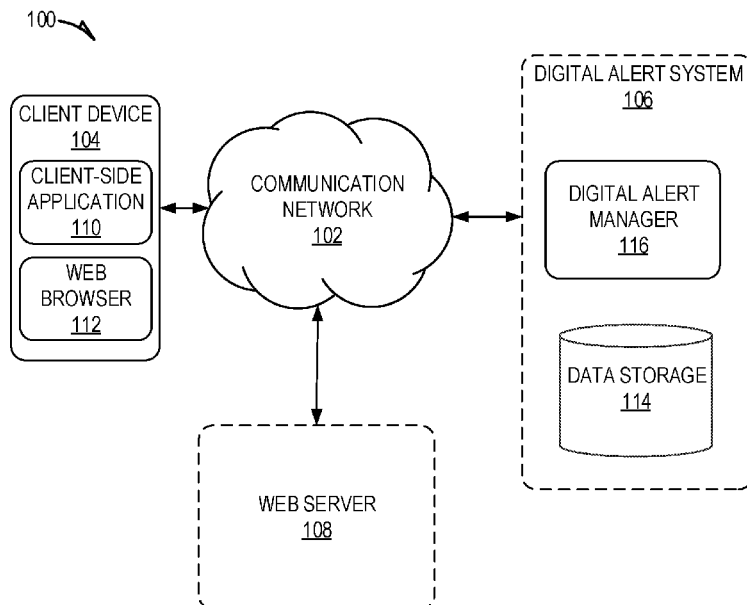 100
CLIENT DEVICE
104
CLIENT-SIDE
APPLICATION
110
WEB
BROWSER
112
COMMUNICATION
NETWORK
102
DIGITAL ALERT SYSTEM
106
DIGITAL ALERT
MANAGER
116
DATA STORAGE
114
WEB SERVER
108